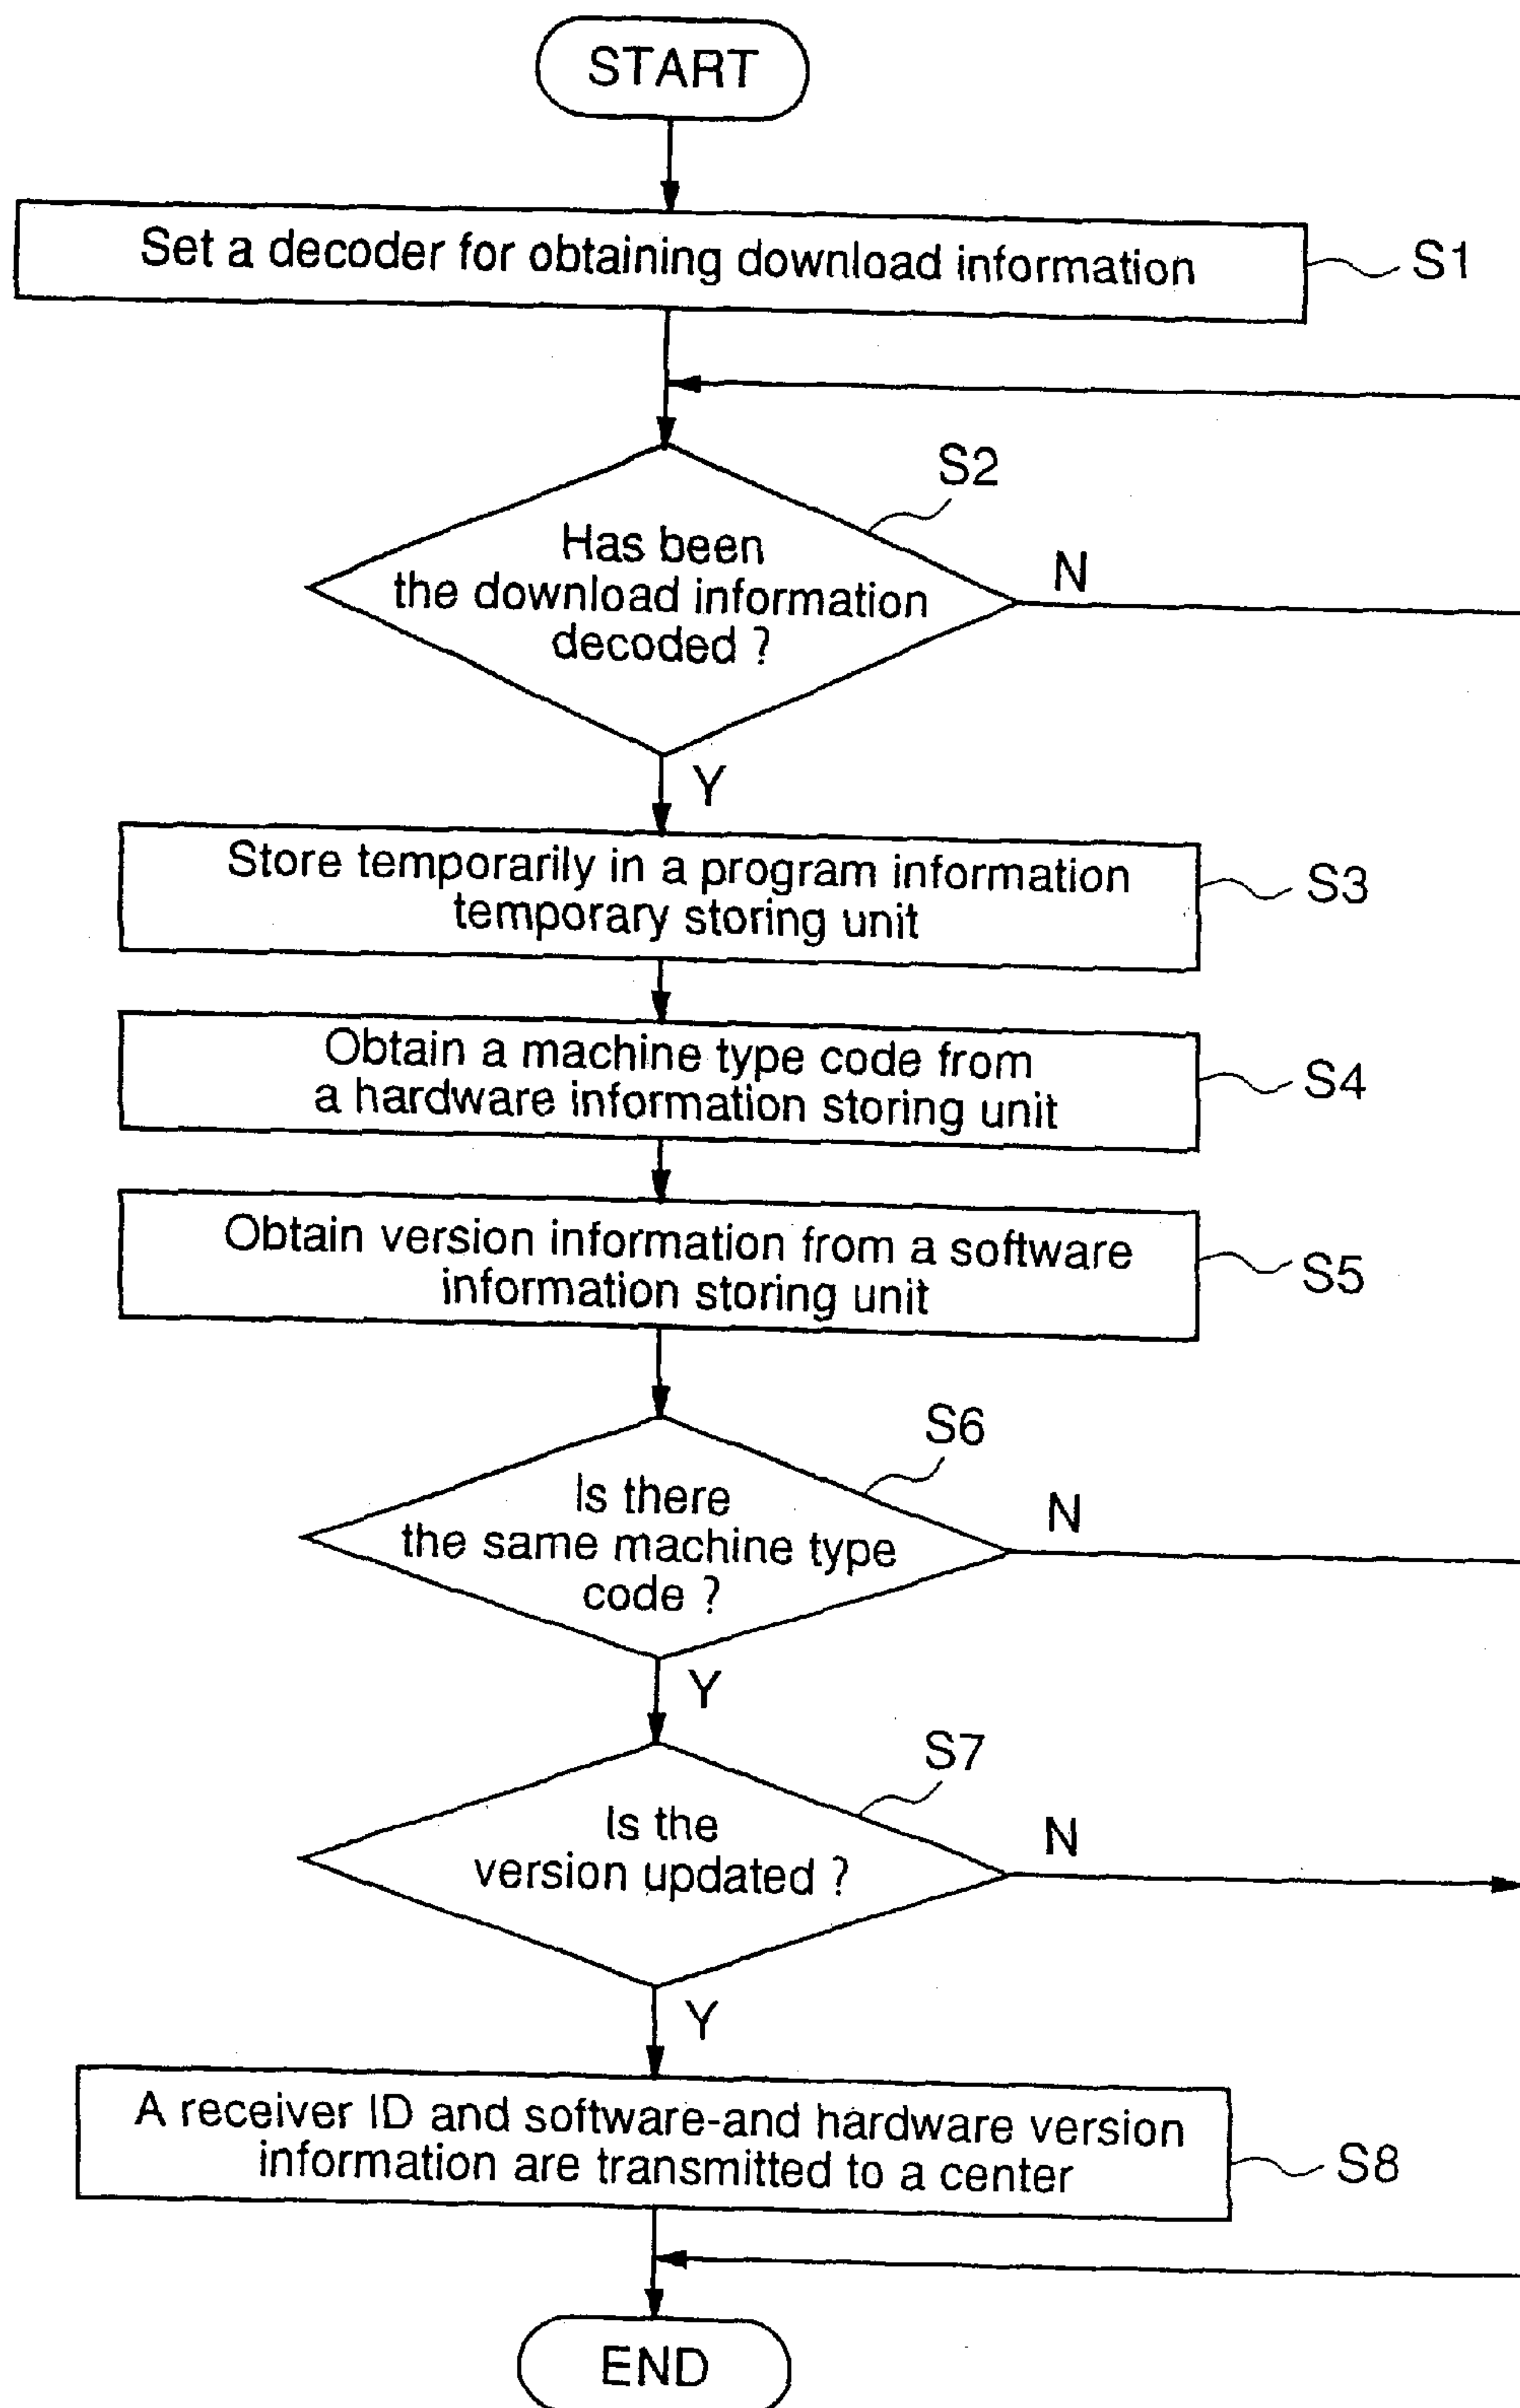 START
Set a decoder for obtaining download information
S1
S2
Has been
the download information
decoded ?
N
Y
Store temporarily in a program information
temporary storing unit
S3
Obtain a machine type code from
a hardware information storing unit
S4
Obtain version information from a software
information storing unit
S5
S6
Is there
the same machine type
code ?
N
Y
S7
Is the
version updated ?
N
Y
A receiver ID and software-and hardware version
information are transmitted to a center
S8
END